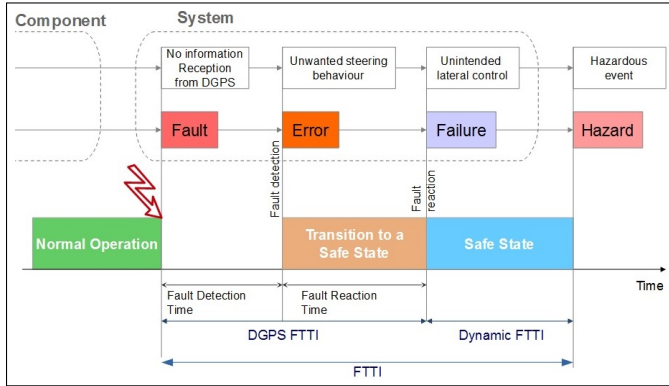 Component
System
No information
Reception
from DGPS
Unwanted steering
behaviour
Unintended
lateral control
Hazardous
event
Fault
Error
Failure
Hazard
Fault detection
Fault
reaction
Normal Operation
Transition to a
Safe State
Safe State
Time
Fault Detection
Time
Fault Reaction
Time
DGPS FTTI
Dynamic FTTI
FTTI